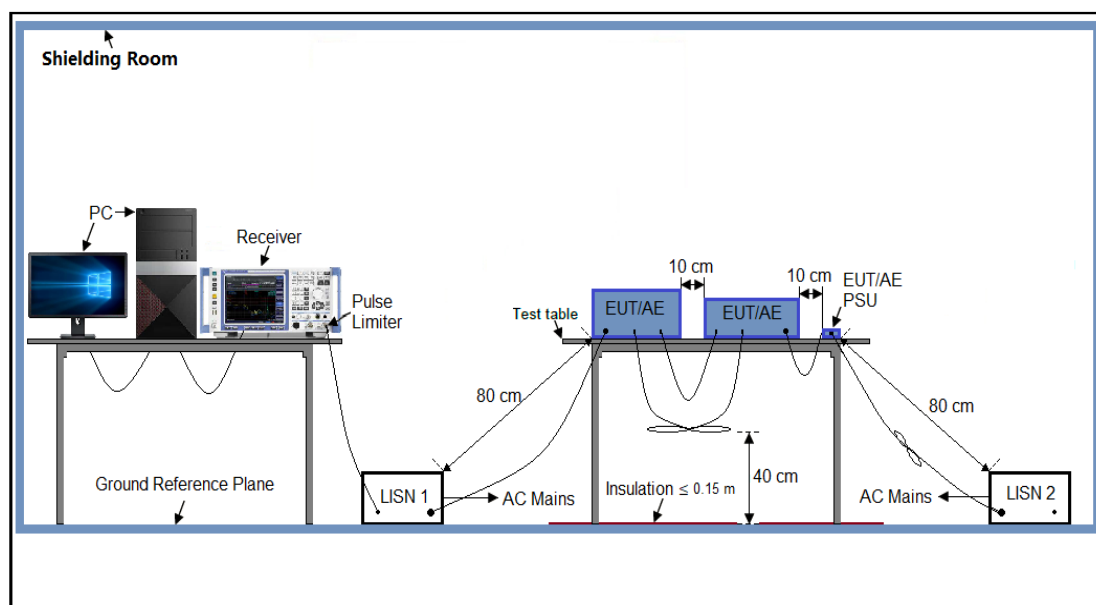 Shielding Room
PC
Receiver
Pulse
Limiter
10 cm
10 cm
EUT/AE
PSU
EUT/AE
EUT/AE
Test table
80 cm
80 cm
40 cm
Ground Reference Plane
LISN 1
AC Mains
Insulation ≤ 0.15 m
AC Mains
LISN 2